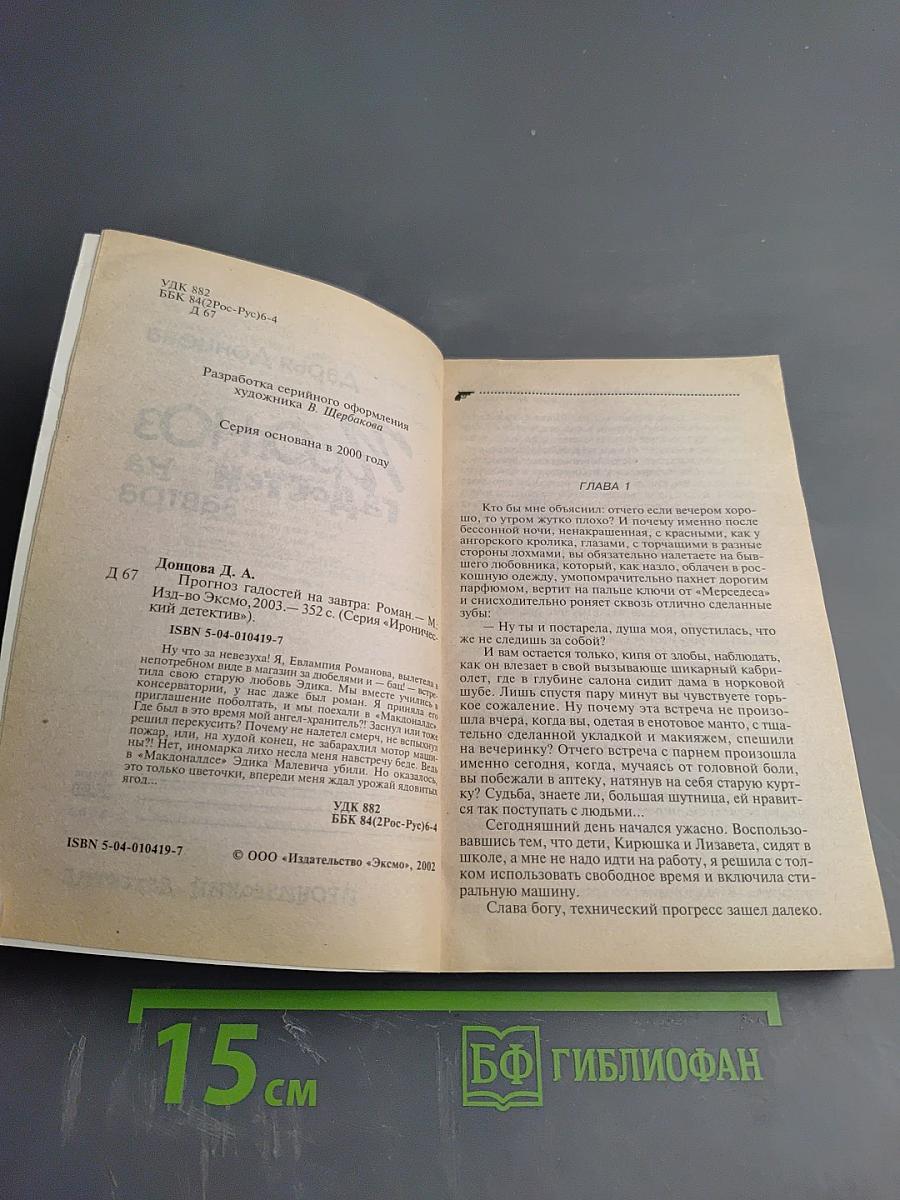 УДК 882
ББК 84(2Рос-Рус)6-4
Д 67
Разработка серийного оформления
художника В. Щербакова
Серия основана в 2000 году
Донцова Д. А.
Д 67 Прогноз гадостей на завтра: Роман.— М.:
Изд-во Эксмо, 2003.— 352 с. (Серия «Ироничес-
кий детектив»).
ISBN 5-04-010419-7
Ну что за невезуха! Я, Евлампия Романова, вылетела в
непотребном виде в магазин за дюбелями и — бац! — встре-
тила свою старую любовь Эдика. Мы вместе учились в
консерватории, у нас даже был роман. Я приняла его
приглашение поболтать, и мы поехали в «Макдоналдс».
Где был в это время мой ангел-хранитель?! Заснул или тоже
решил перекусить? Почему не налетел смерч, не вспыхнул
пожар, или, на худой конец, не забарахлил мотор маши-
ны?! Нет, иномарка лихо несла меня навстречу беде. Ведь
в «Макдоналдсе» Эдика Малевича убили. Но оказалось,
это только цветочки, впереди меня ждал урожай ядовитых
ягод...
УДК 882
ББК 84(2Рос-Рус)6-4
ISBN 5-04-010419-7
© ООО «Издательство «Эксмо», 2002
ГЛАВА 1
Кто бы мне объяснил: отчего если вечером хоро-
шо, то утром жутко плохо? И почему именно после
бессонной ночи, ненакрашенная, с красными, как у
ангорского кролика, глазами, с торчащими в разные
стороны лохмами, вы обязательно налетаете на быв-
шего любовника, который, как назло, облачен в рос-
кошную одежду, умопомрачительно пахнет дорогим
парфюмом, вертит на пальце ключи от «Мерседеса»
и снисходительно роняет сквозь отлично сделанные
зубы:
— Ну ты и постарела, душа моя, опустилась, что
же не следишь за собой?
И вам остается только, кипя от злобы, наблюдать,
как он влезает в свой вызывающе шикарный кабри-
олет, где в глубине салона сидит дама в норковой
шубе. Лишь спустя пару минут вы чувствуете горь-
кое сожаление. Ну почему эта встреча не произо-
шла вчера, когда вы, одетая в енотовое манто, с тща-
тельно сделанной укладкой и макияжем, спешили
на вечеринку? Отчего встреча с парнем произошла
именно сегодня, когда, мучаясь от головной боли,
вы побежали в аптеку, натянув на себя старую курт-
ку? Судьба, знаете ли, большая шутница, ей нравит-
ся так поступать с людьми...
Сегодняшний день начался ужасно. Воспользо-
вавшись тем, что дети, Кирюшка и Лизавета, сидят в
школе, а мне не надо идти на работу, я решила с тол-
ком использовать свободное время и включила сти-
ральную машину.
Слава богу, технический прогресс зашел далеко.
15 см
БФ ГИБЛИОФАН